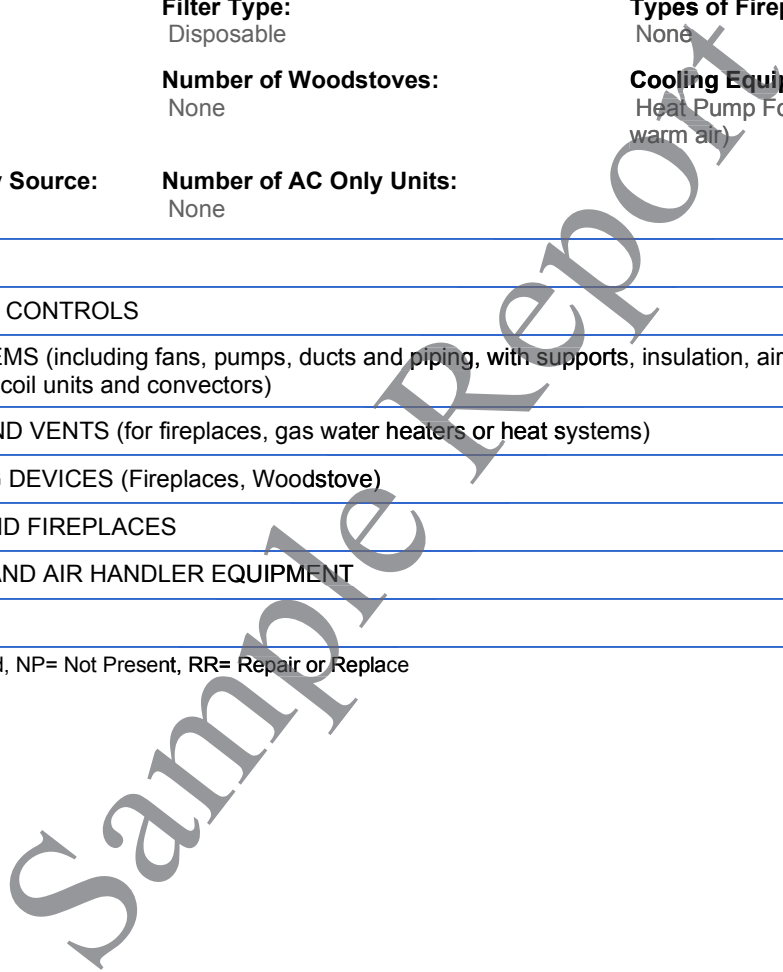 Filter Type:
Types of Firep
Disposable
None
Number of Woodstoves:
Cooling Equip
None
Heat Pump Fo
warm air)
Source:
Number of AC Only Units:
None
CONTROLS
EMS (including fans, pumps, ducts and piping, with supports, insulation, air
coil units and convectors)
ND VENTS (for fireplaces, gas water heaters or heat systems)
DEVICES (Fireplaces, Woodstove)
ND FIREPLACES
AND AIR HANDLER EQUIPMENT
d, NP= Not Present, RR= Repair or Replace
Sample Report